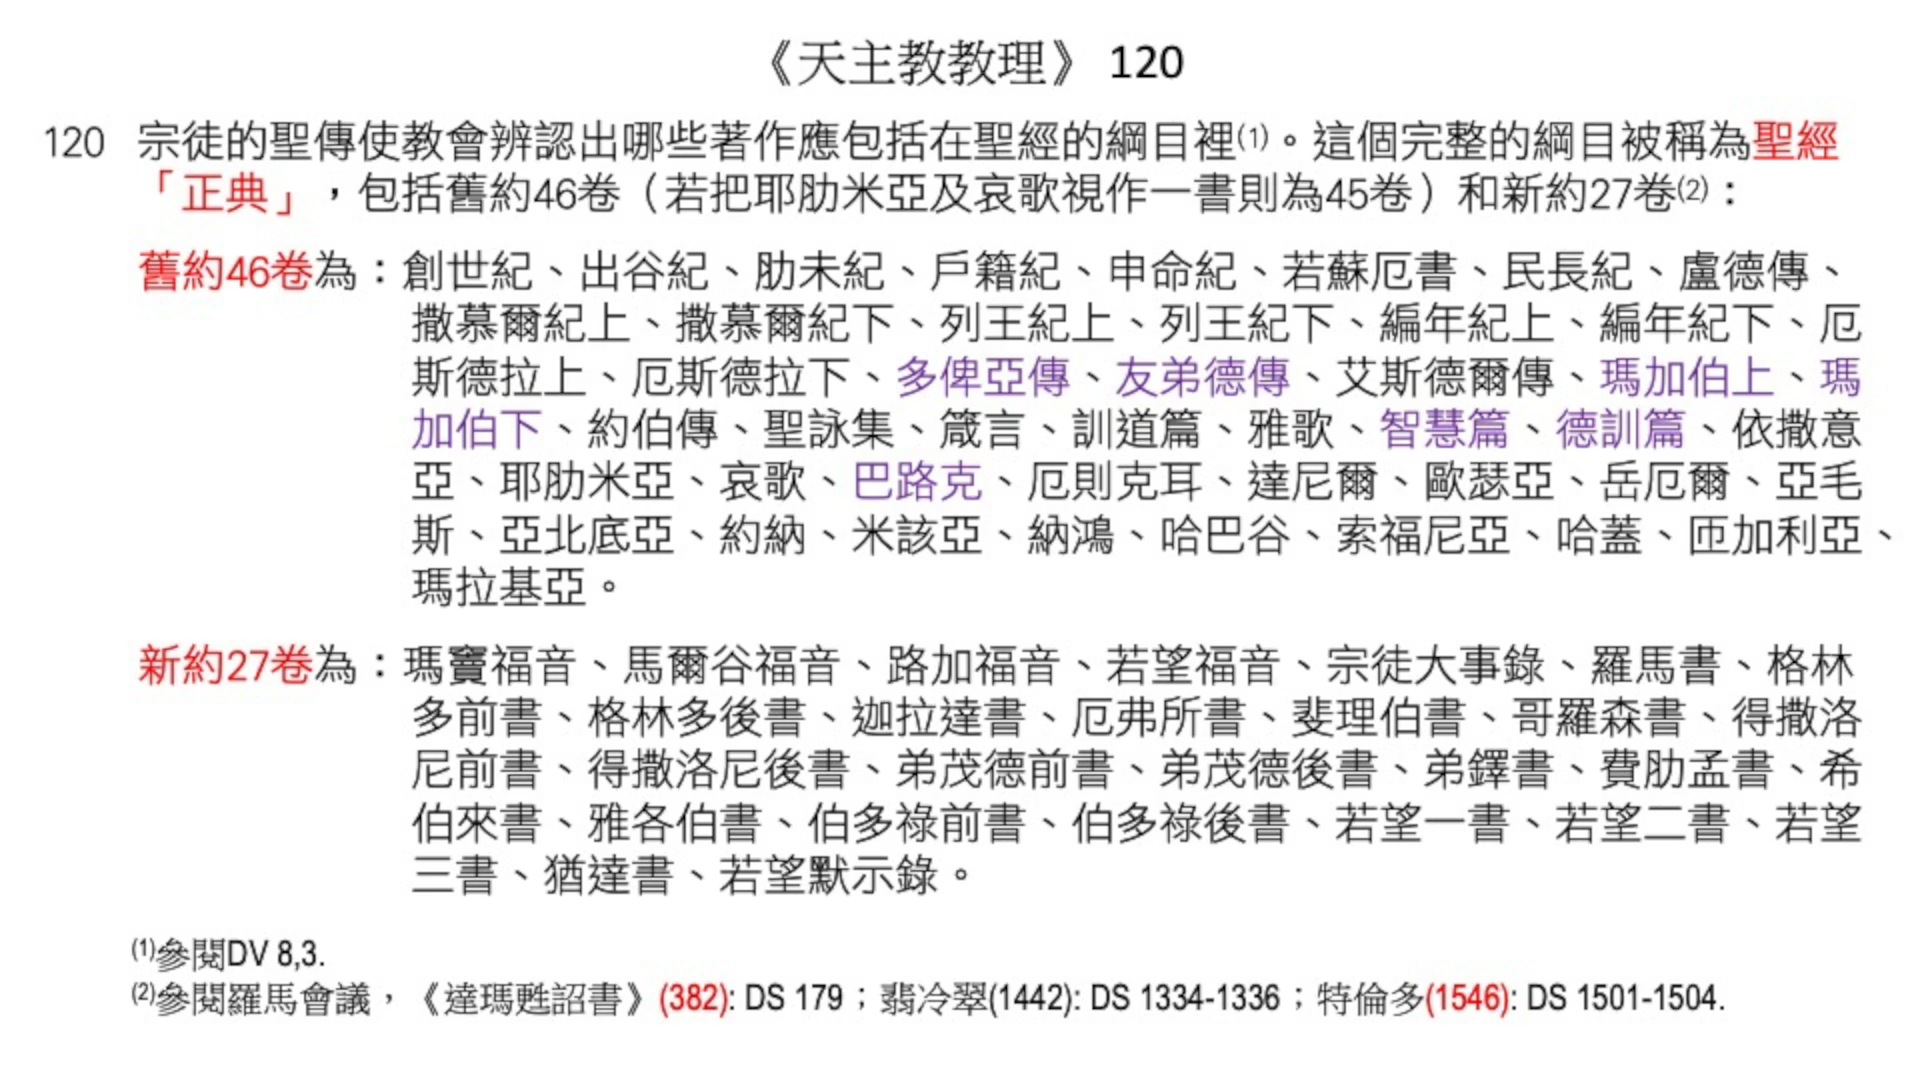 《天主教教理》 120
120 宗徒的聖傳使教會辨認出哪些著作應包括在聖經的綱目裡⁽¹⁾。這個完整的綱目被稱為聖經
「正典」，包括舊約46卷（若把耶肋米亞及哀歌視作一書則為45卷）和新約27卷⁽²⁾：
舊約46卷為：創世紀、出谷紀、肋未紀、戶籍紀、申命紀、若蘇厄書、民長紀、盧德傳、
撒慕爾紀上、撒慕爾紀下、列王紀上、列王紀下、編年紀上、編年紀下、厄
斯德拉上、厄斯德拉下、多俾亞傳、友弟德傳、艾斯德爾傳、瑪加伯上、瑪
加伯下、約伯傳、聖詠集、箴言、訓道篇、雅歌、智慧篇、德訓篇、依撒意
亞、耶肋米亞、哀歌、巴路克、厄則克耳、達尼爾、歐瑟亞、岳厄爾、亞毛
斯、亞北底亞、約納、米該亞、納鴻、哈巴谷、索福尼亞、哈蓋、匝加利亞、
瑪拉基亞。
新約27卷為：瑪竇福音、馬爾谷福音、路加福音、若望福音、宗徒大事錄、羅馬書、格林
多前書、格林多後書、迦拉達書、厄弗所書、斐理伯書、哥羅森書、得撒洛
尼前書、得撒洛尼後書、弟茂德前書、弟茂德後書、弟鐸書、費肋孟書、希
伯來書、雅各伯書、伯多祿前書、伯多祿後書、若望一書、若望二書、若望
三書、猶達書、若望默示錄。
⁽¹⁾參閱DV 8,3.
⁽²⁾參閱羅馬會議，《達瑪甦詔書》(382): DS 179；翡冷翠(1442): DS 1334-1336；特倫多(1546): DS 1501-1504.